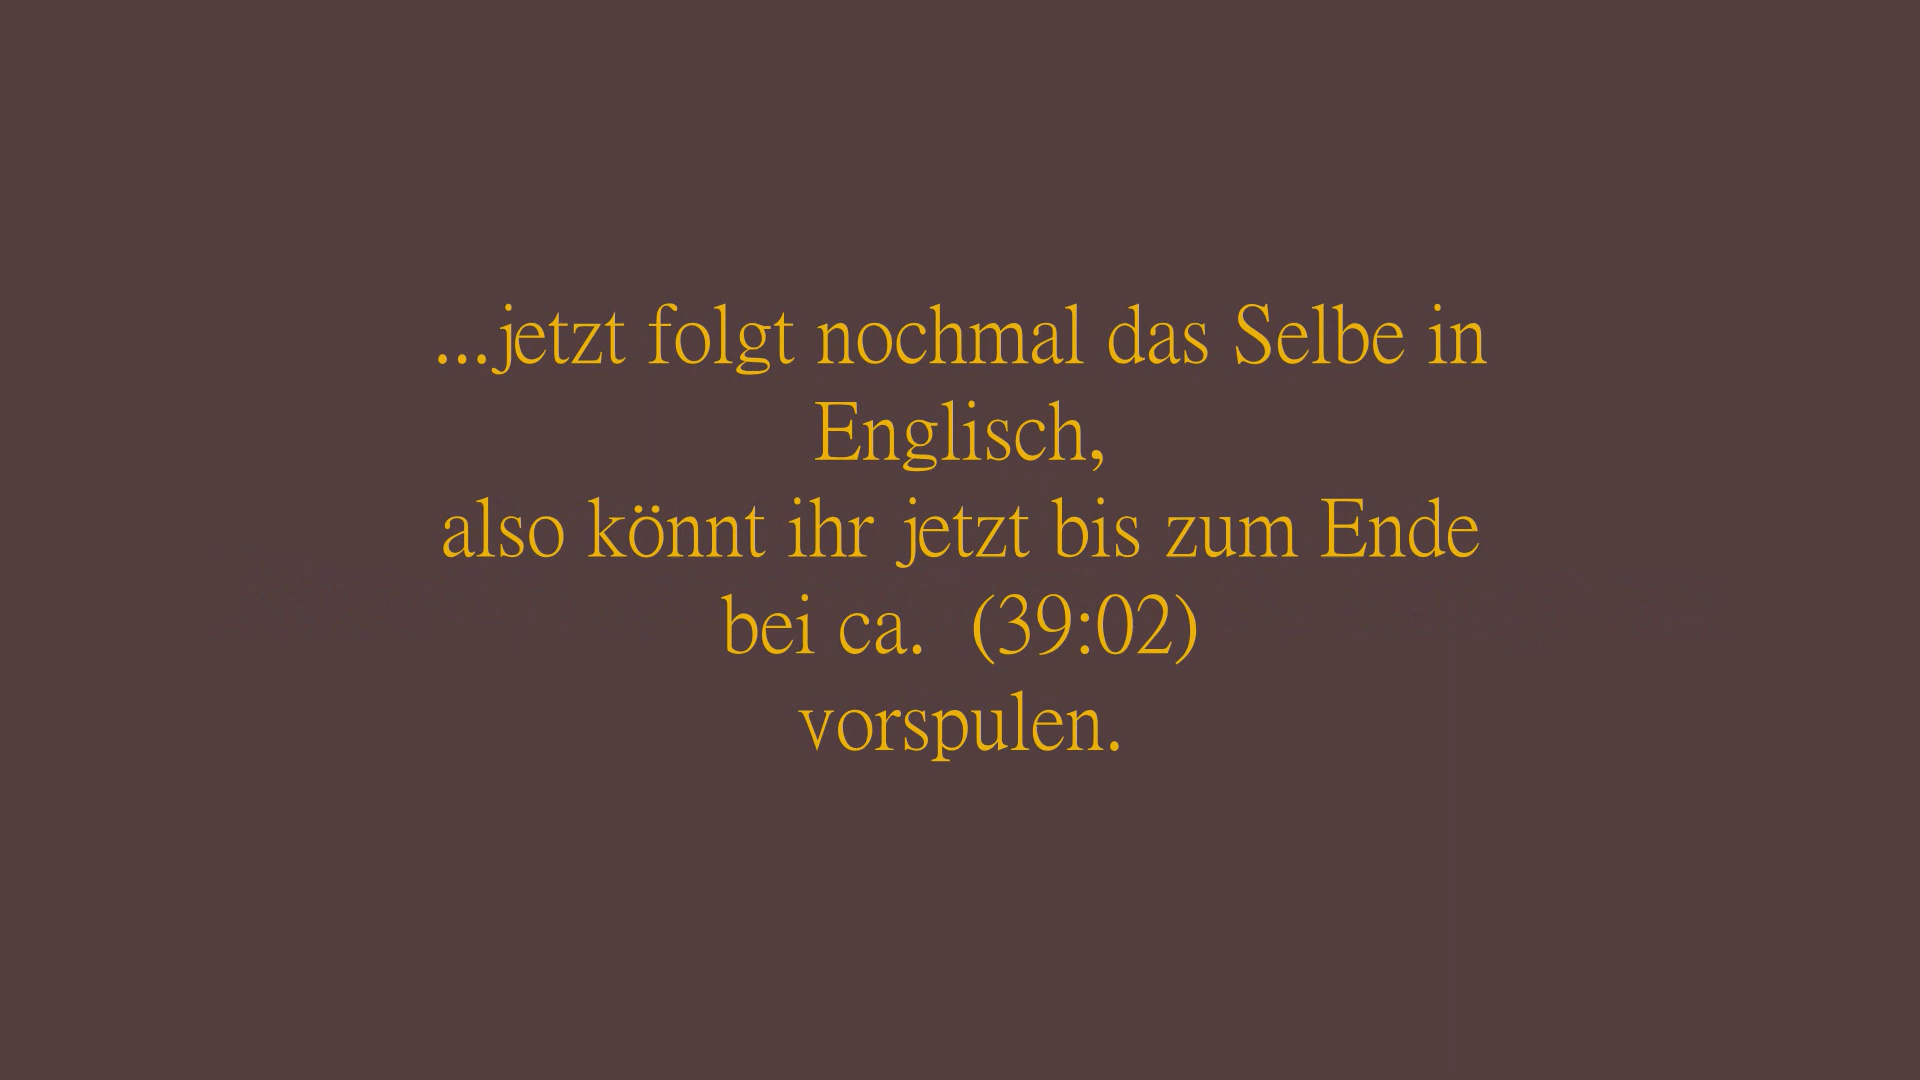 ...jetzt folgt nochmal das Selbe in
Englisch,
also könnt ihr jetzt bis zum Ende
bei ca.  (39:02)
vorspulen.